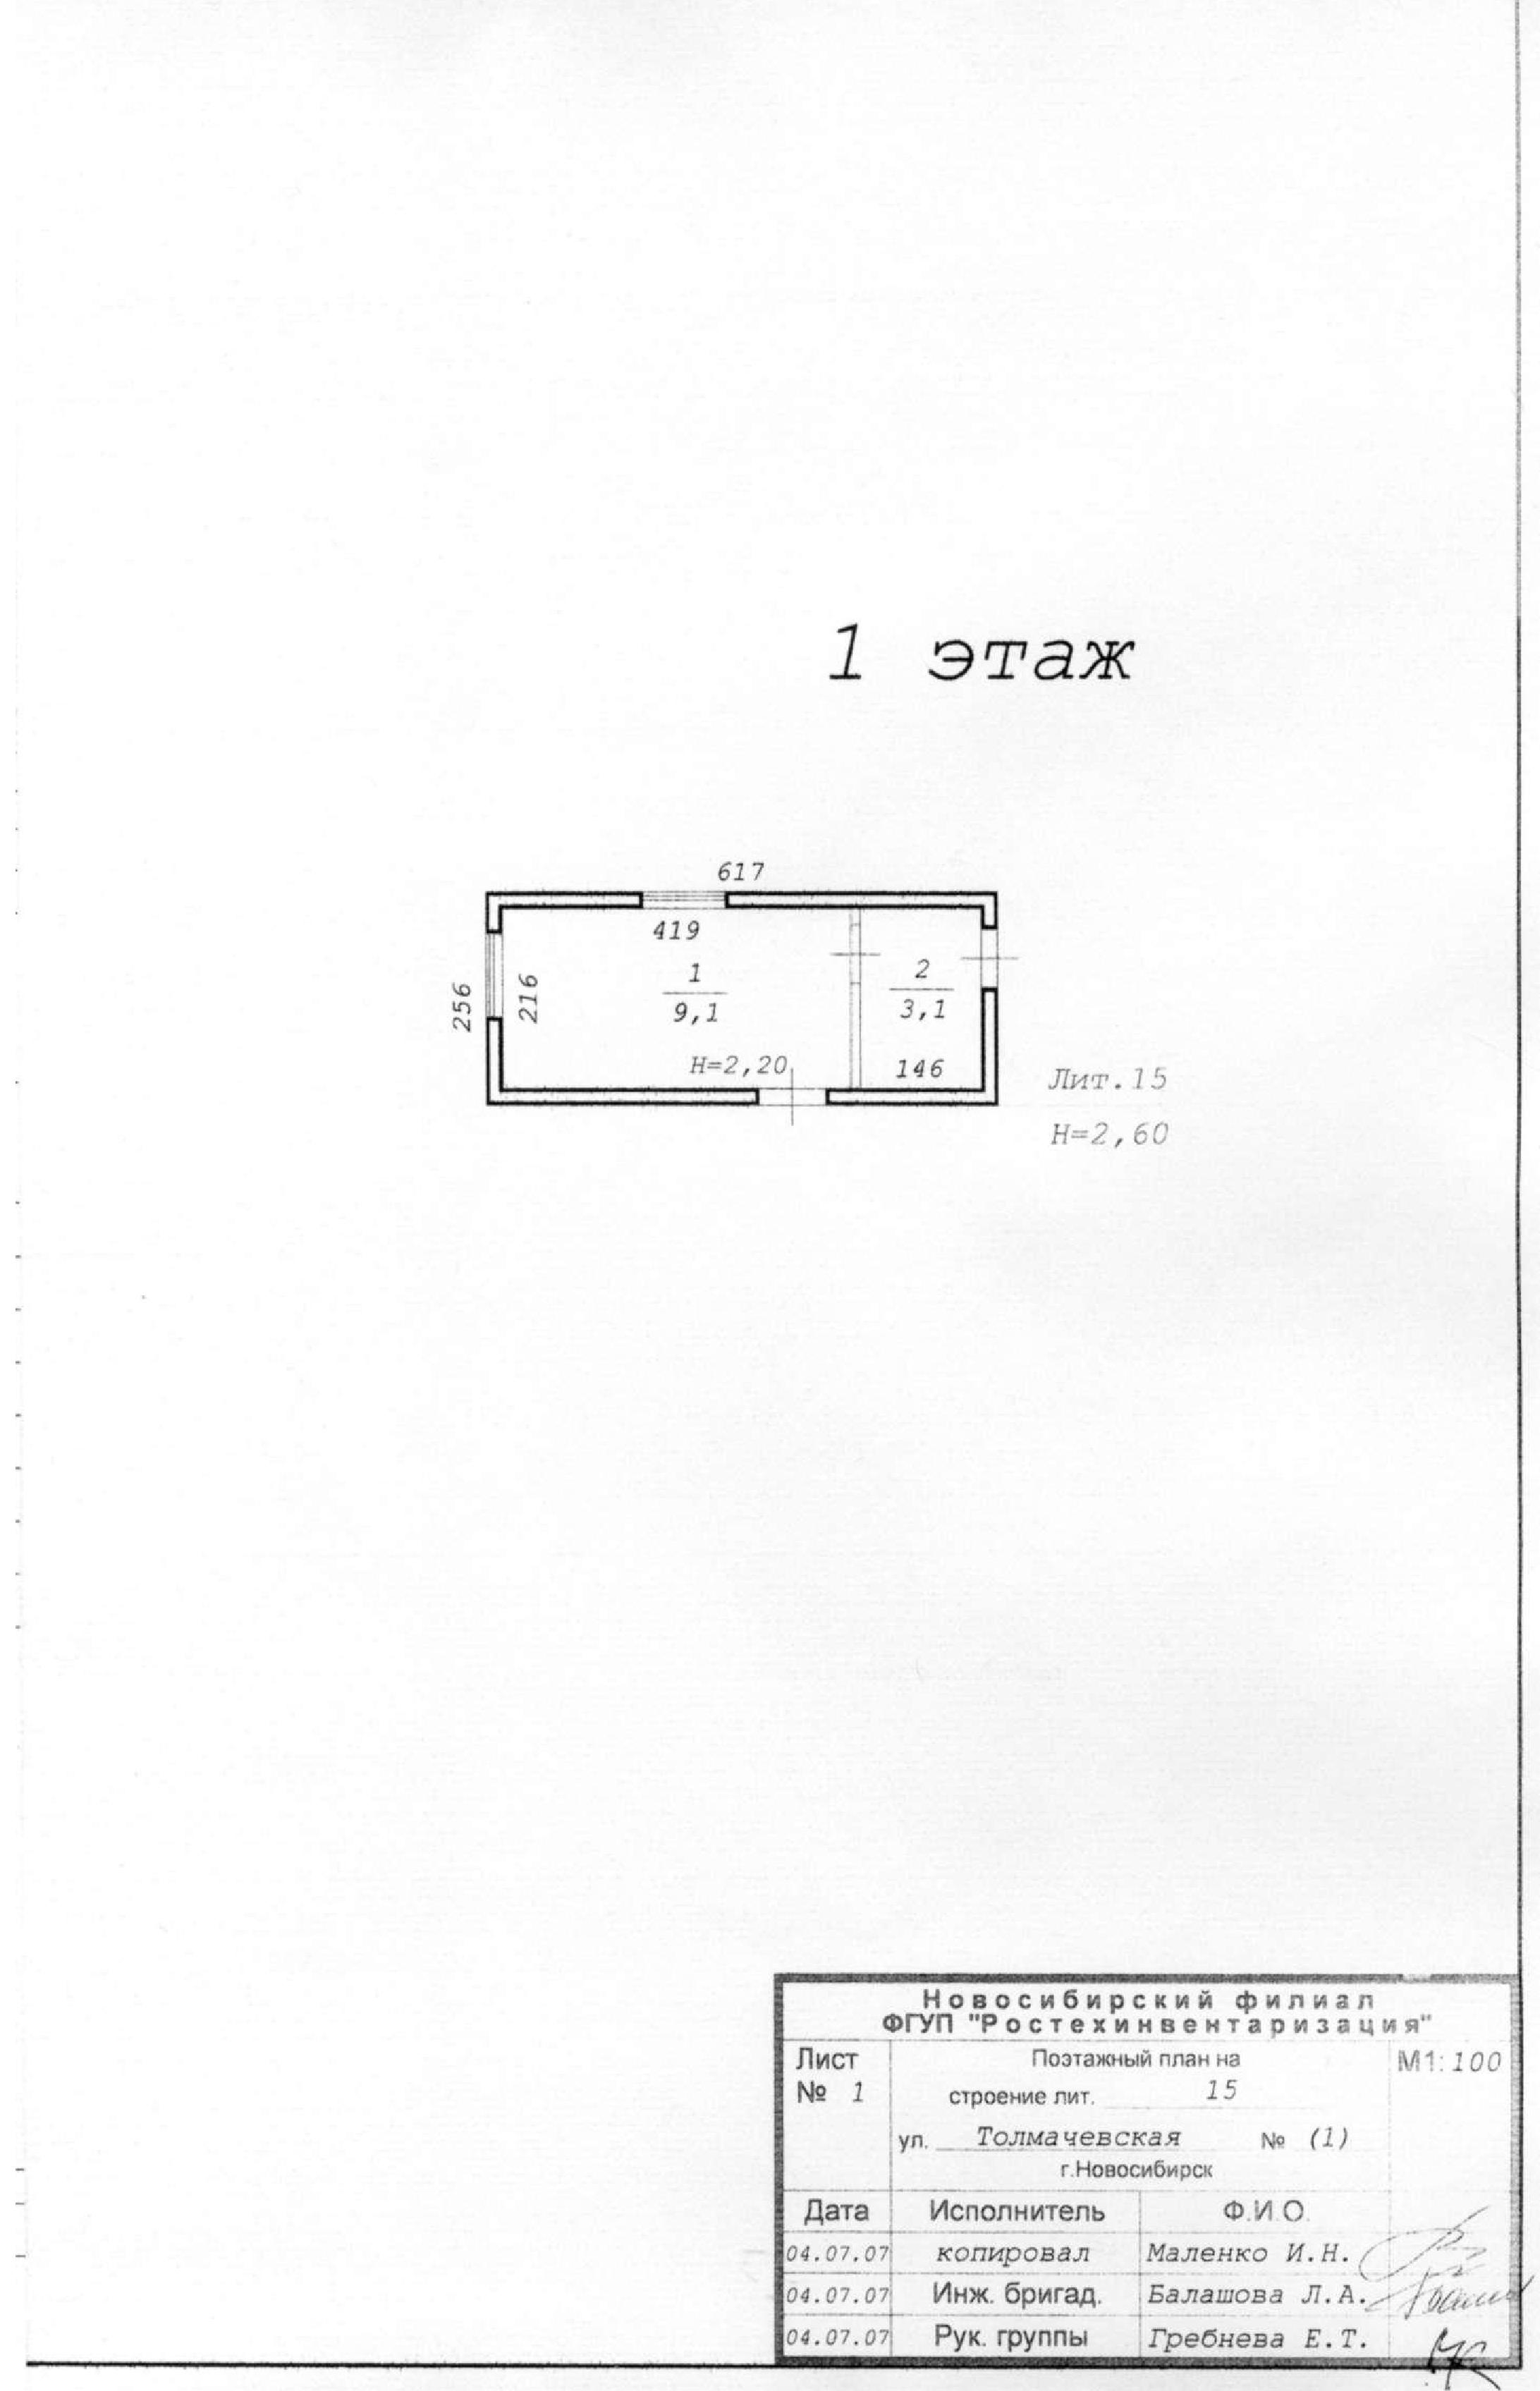 1 этаж
617
419
256
216
1
9,1
2
3,1
H=2,20
146
Лит.15
H=2,60
Новосибирский филиал
ФГУП "Ростехинвентаризация"
Лист
№ 1
Поэтажный план на
строение лит. 15
ул. Толмачевская № (1)
г.Новосибирск
М1:100
Дата Исполнитель Ф.И.О.
04.07.07 копировал Маленко И.Н.
04.07.07 Инж. бригад. Балашова Л.А.
04.07.07 Рук. группы Гребнева Е.Т.